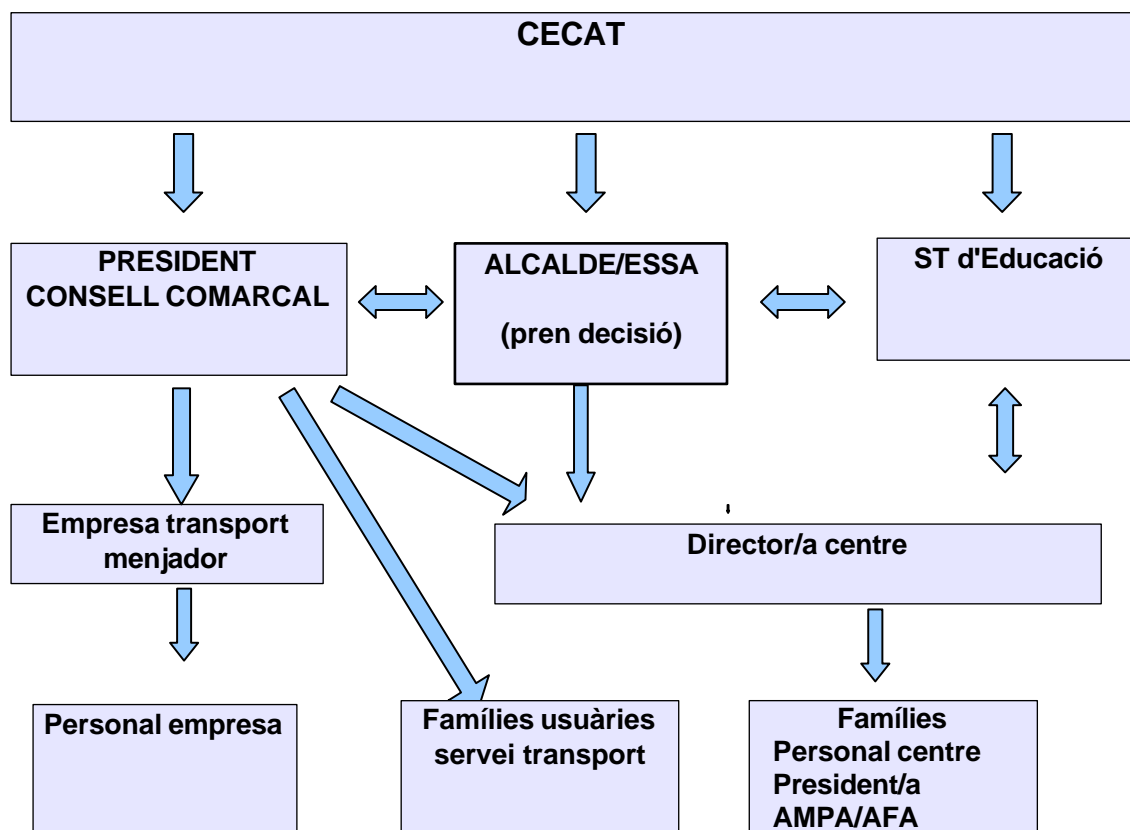 CECAT
PRESIDENT
CONSELL COMARCAL
ALCALDE/ESSA
(pren decisió)
ST d'Educació
Empresa transport
menjador
Director/a centre
Personal empresa
Famílies usuàries
servei transport
Famílies
Personal centre
President/a
AMPA/AFA